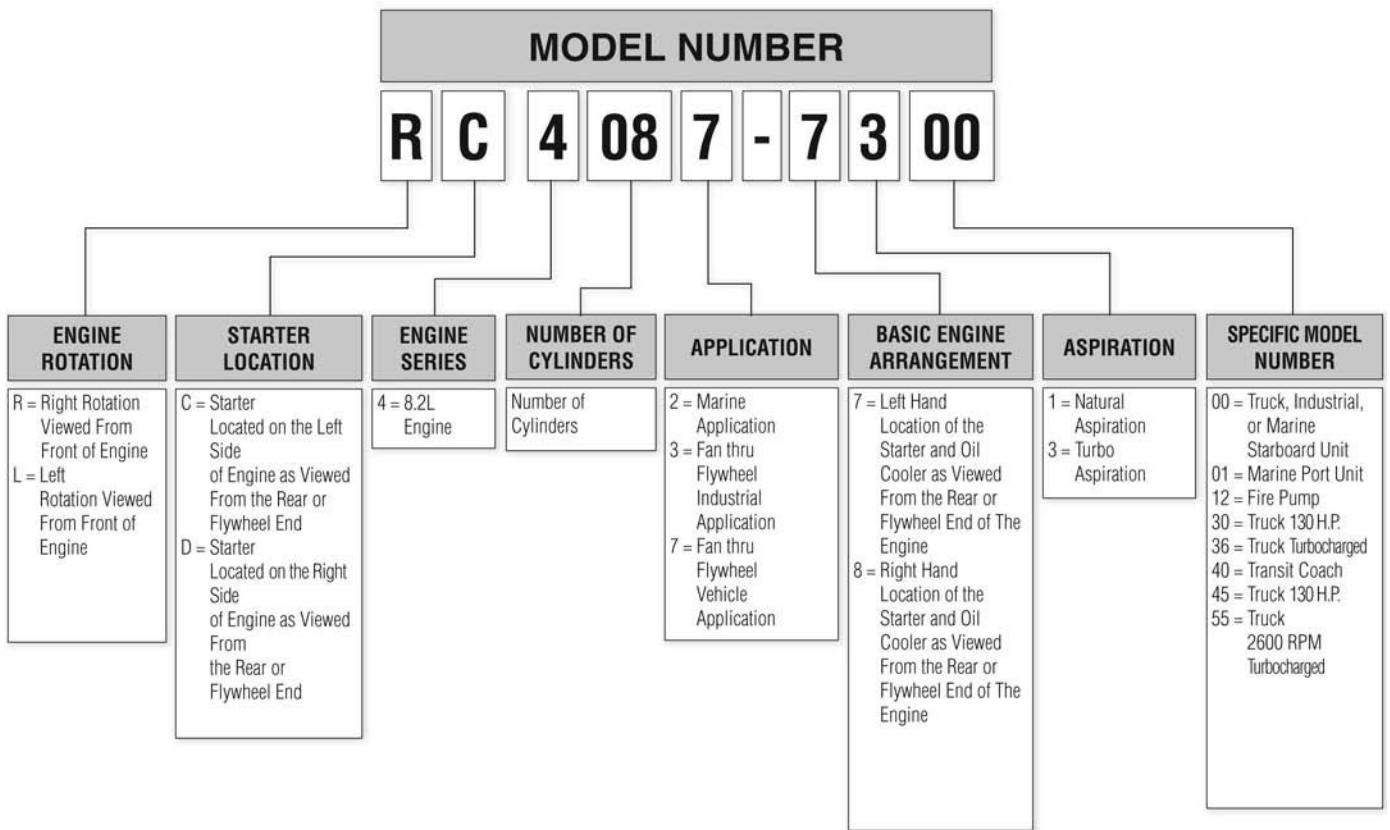 MODEL NUMBER
R C 4 08 7 - 7 3 00
ENGINE
ROTATION
R = Right Rotation
Viewed From
Front of Engine
L = Left
Rotation Viewed
From Front of
Engine
STARTER
LOCATION
C = Starter
Located on the Left
Side
of Engine as Viewed
From the Rear or
Flywheel End
D = Starter
Located on the Right
Side
of Engine as Viewed
From
the Rear or
Flywheel End
ENGINE
SERIES
4 = 8.2L
Engine
NUMBER OF
CYLINDERS
Number of
Cylinders
APPLICATION
2 = Marine
Application
3 = Fan thru
Flywheel
Industrial
Application
7 = Fan thru
Flywheel
Vehicle
Application
BASIC ENGINE
ARRANGEMENT
7 = Left Hand
Location of the
Starter and Oil
Cooler as Viewed
From the Rear or
Flywheel End of The
Engine
8 = Right Hand
Location of the
Starter and Oil
Cooler as Viewed
From the Rear or
Flywheel End of The
Engine
ASPIRATION
1 = Natural
Aspiration
3 = Turbo
Aspiration
SPECIFIC MODEL
NUMBER
00 = Truck, Industrial,
or Marine
Starboard Unit
01 = Marine Port Unit
12 = Fire Pump
30 = Truck 130 H.P.
36 = Truck Turbocharged
40 = Transit Coach
45 = Truck 130 H.P.
55 = Truck
2600 RPM
Turbocharged